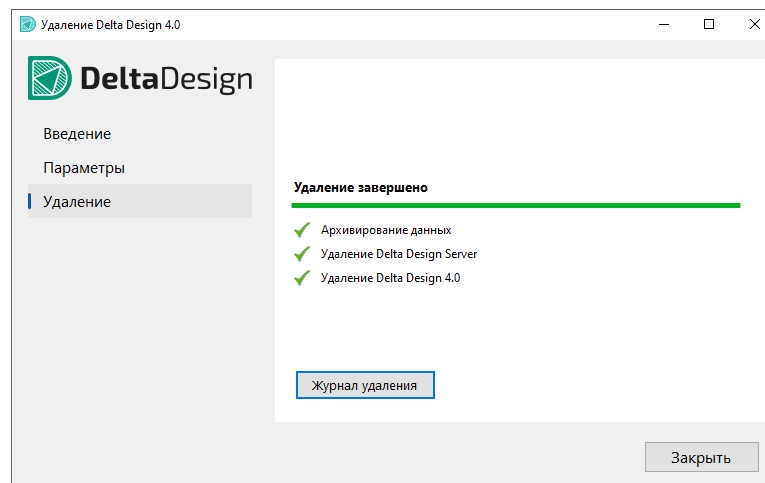 Удаление Delta Design 4.0
DeltaDesign
Введение
Параметры
Удаление
Удаление завершено
Архивирование данных
Удаление Delta Design Server
Удаление Delta Design 4.0
Журнал удаления
Закрыть